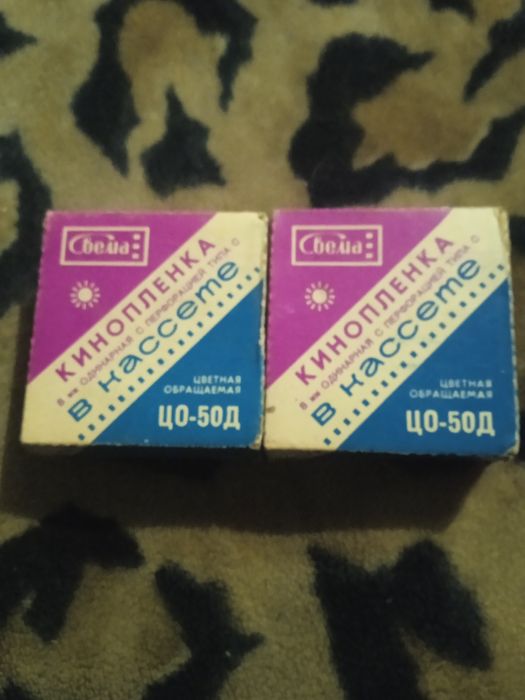 Свема
КИНОПЛЕНКА
8 мм ОДИНАРНАЯ С ПЕРФОРАЦИЕЙ ТИПА С
В КАССЕТЕ
ЦВЕТНАЯ
ОБРАЩАЕМАЯ
ЦО-50Д
Свема
КИНОПЛЕНКА
8 мм ОДИНАРНАЯ С ПЕРФОРАЦИЕЙ ТИПА С
В КАССЕТЕ
ЦВЕТНАЯ
ОБРАЩАЕМАЯ
ЦО-50Д